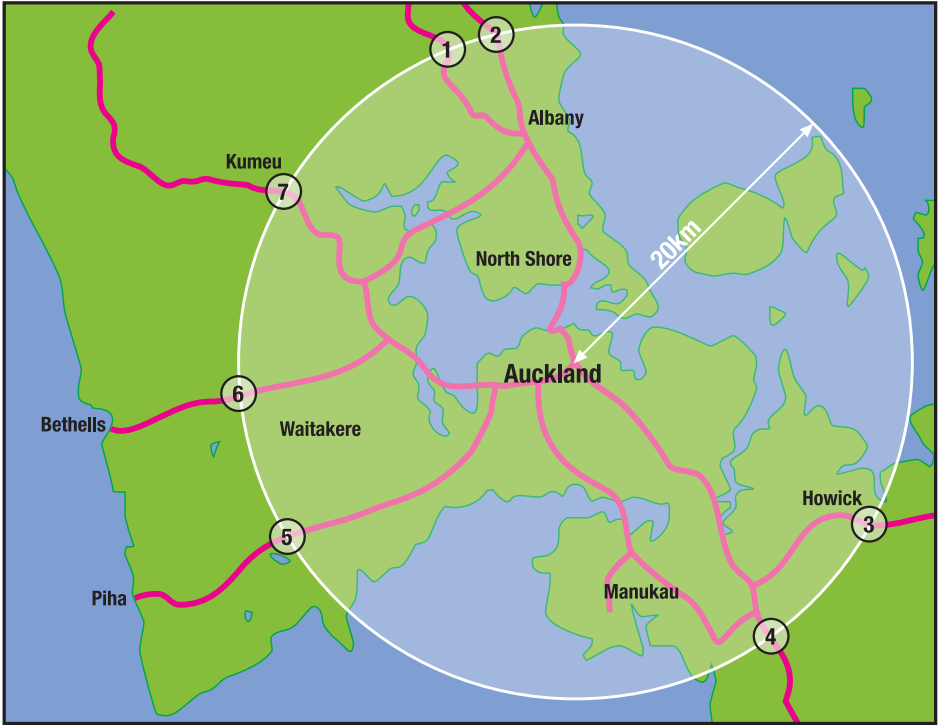 1
2
Albany
Kumeu
7
North Shore
20km
Auckland
6
Bethells
Waitakere
Howick
3
5
Piha
Manukau
4